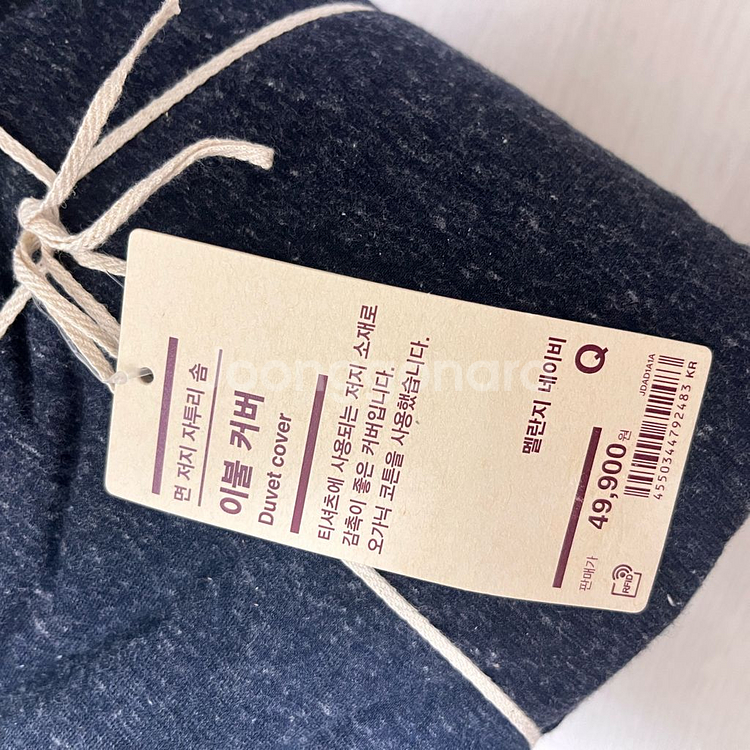 면 저지 자투리 솜
이불 커버
Duvet cover
티셔츠에 사용되는 저지 소재로
감촉이 좋은 커버입니다.
오가닉 코튼을 사용했습니다.
멜란지 네이비
Q
판매가
49,900 원
JDAD1A1A
4550344792483 KR
RFID
joongonara